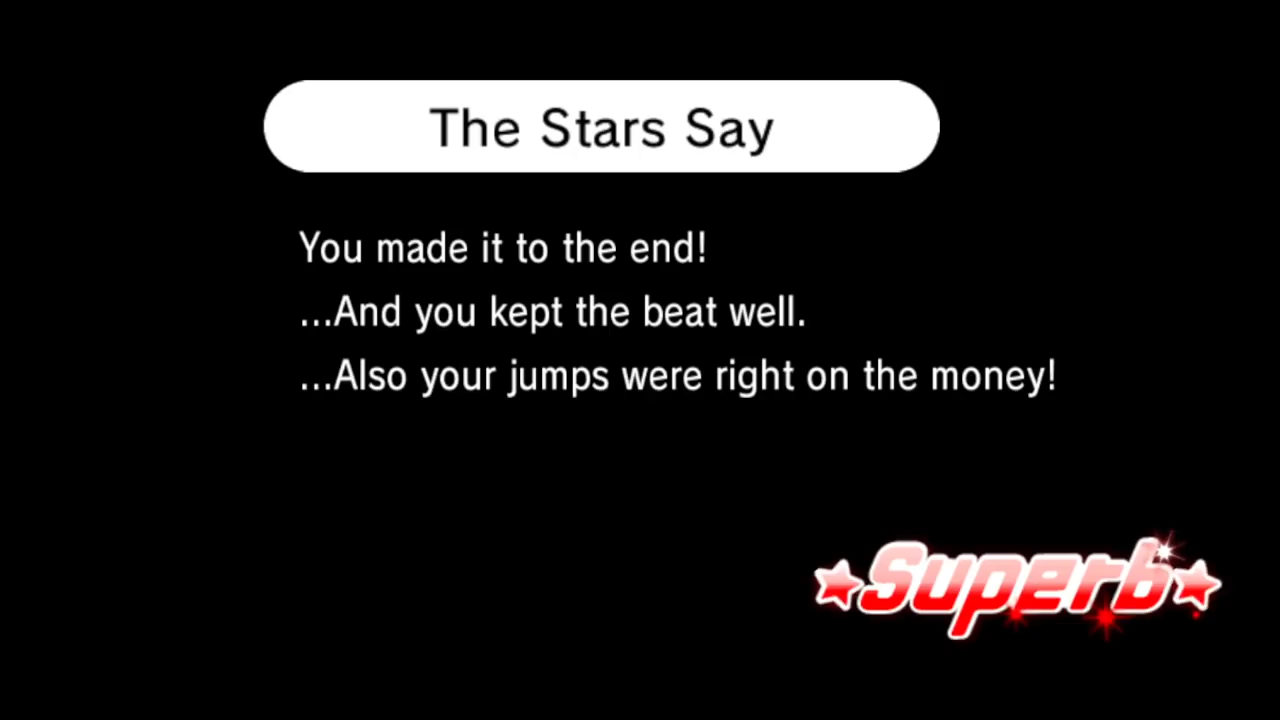 The Stars Say
You made it to the end!
...And you kept the beat well.
...Also your jumps were right on the money!
Superb